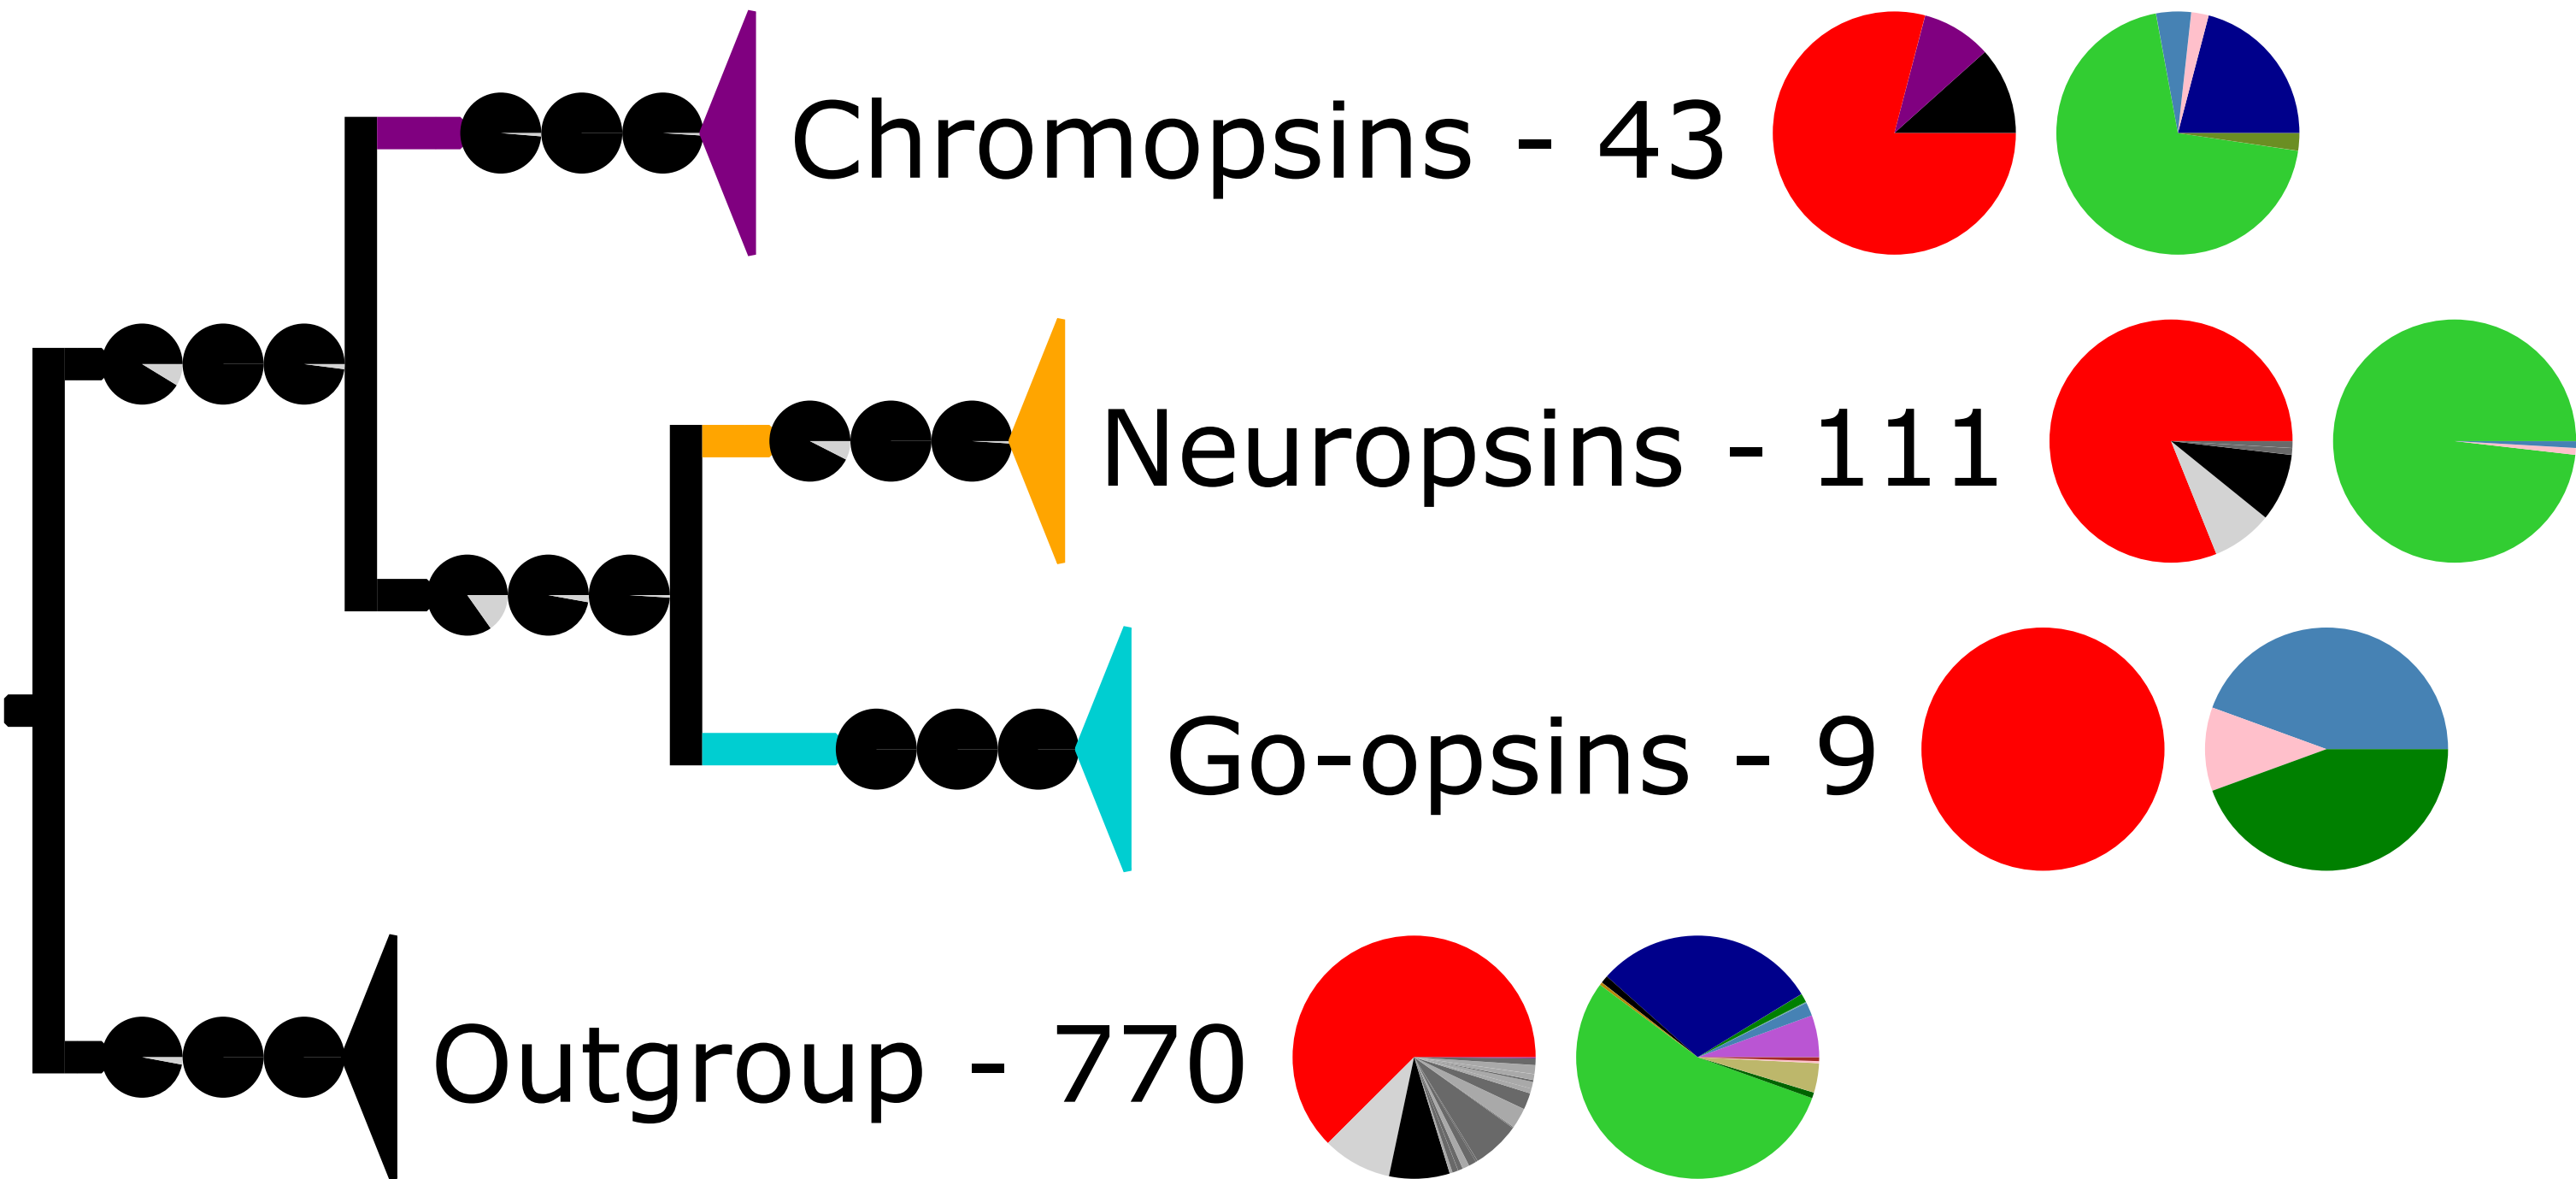 Chromopsins - 43
Neuropsins - 111
Go-opsins - 9
Outgroup - 770